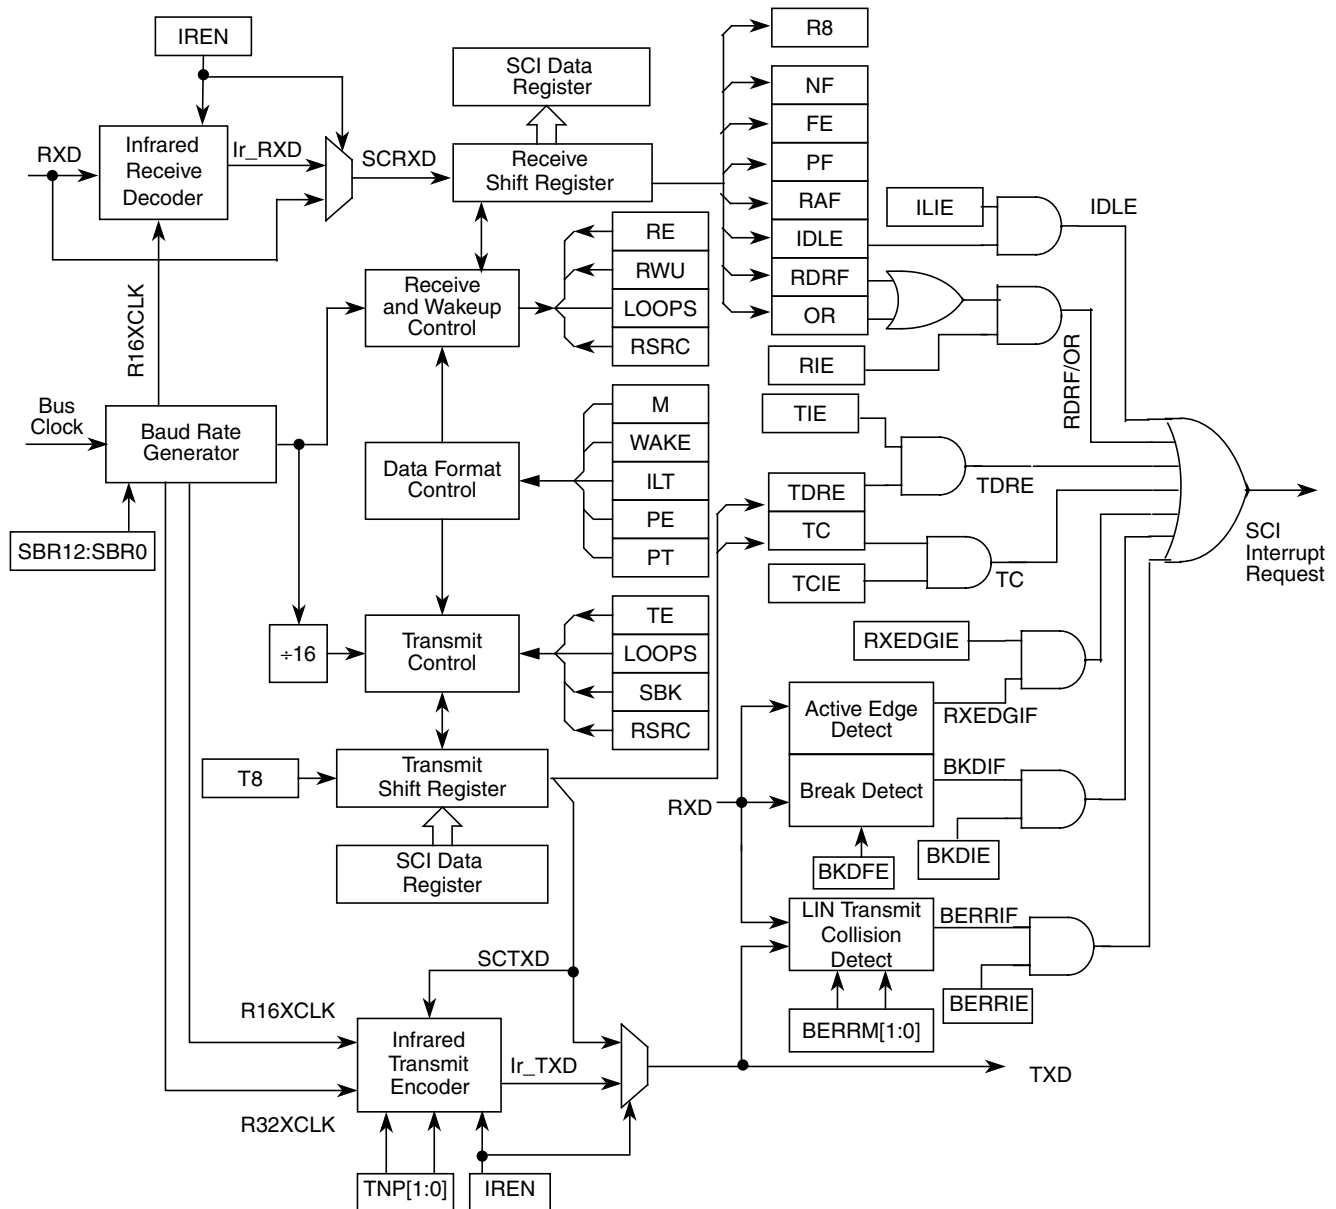 IREN
RXD
Infrared
Receive
Decoder
Ir_RXD
SCRXD
SCI Data
Register
Receive
Shift Register
R8
NF
FE
PF
RAF
IDLE
RDRF
OR
ILIE
IDLE
RIE
RDRF/OR
R16XCLK
Receive
and Wakeup
Control
RE
RWU
LOOPS
RSRC
Bus
Clock
Baud Rate
Generator
SBR12:SBR0
Data Format
Control
M
WAKE
ILT
PE
PT
TIE
TDRE
TC
TCIE
TDRE
TC
SCI
Interrupt
Request
÷16
Transmit
Control
TE
LOOPS
SBK
RSRC
RXEDGIE
Active Edge
Detect
RXEDGIF
T8
Transmit
Shift Register
RXD
Break Detect
BKDIF
BKDIE
BKDFE
SCI Data
Register
LIN Transmit
Collision
Detect
BERRIF
BERRIE
BERRM[1:0]
SCTXD
R16XCLK
Infrared
Transmit
Encoder
Ir_TXD
TXD
R32XCLK
TNP[1:0]
IREN